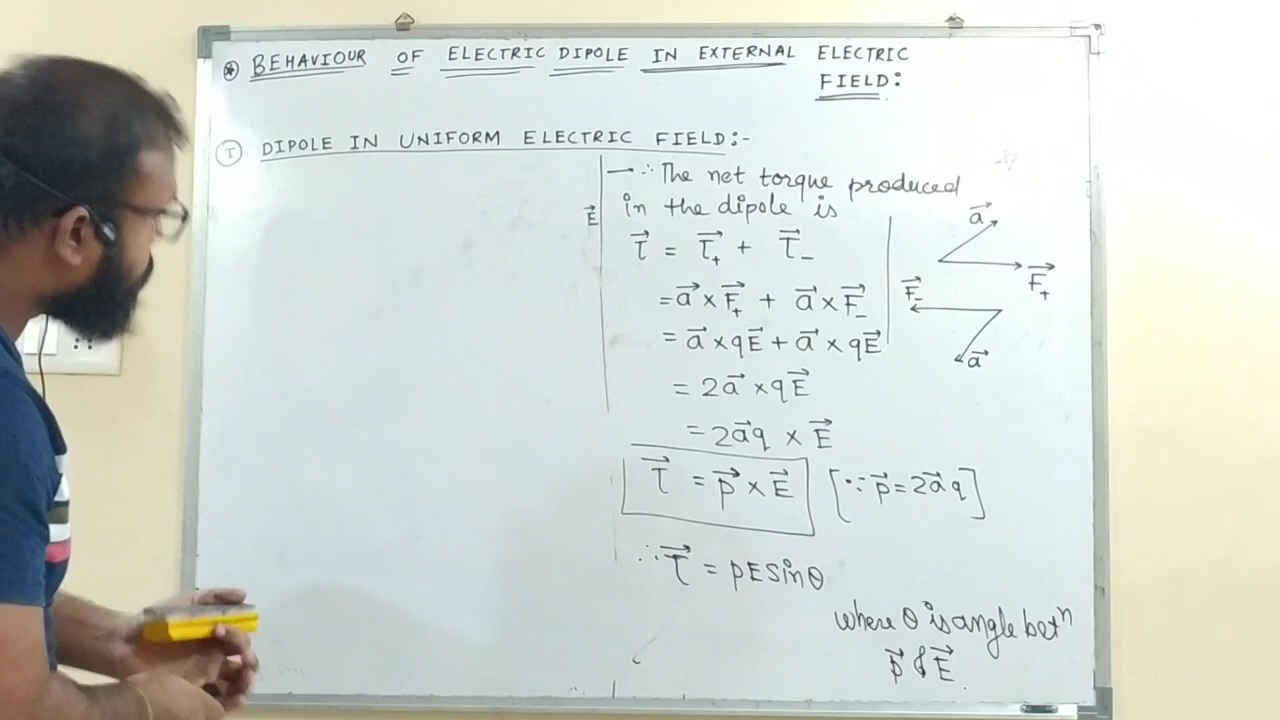 ⊛ BEHAVIOUR OF ELECTRIC DIPOLE IN EXTERNAL ELECTRIC
FIELD:
Ⓘ DIPOLE IN UNIFORM ELECTRIC FIELD:-
→ ∴ The net torque produced
in the dipole is
E⃗
τ⃗ = τ⃗₊ + τ⃗₋
= a⃗ × F⃗₊ + a⃗ × F⃗₋
= a⃗ × qE⃗ + a⃗ × qE⃗
= 2a⃗ × qE⃗
= 2a⃗q × E⃗
τ⃗ = p⃗ × E⃗ [∵ p⃗ = 2a⃗q]
∴ τ⃗ = pE sinθ
where θ is angle betⁿ
p⃗ & E⃗.
a⃗
F⃗₊
F⃗₋
a⃗